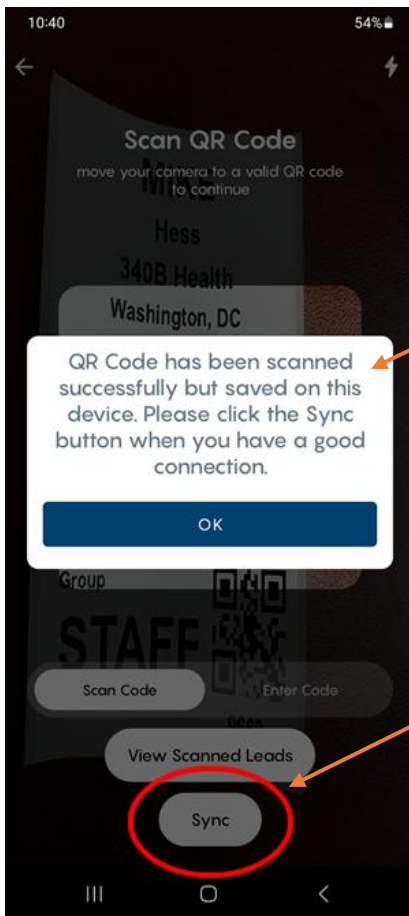 10:40
54%
Scan QR Code
move your camera to a valid QR code
to continue
MIKE
Hess
340B Health
Washington, DC
QR Code has been scanned
successfully but saved on this
device. Please click the Sync
button when you have a good
connection.
OK
Group
STAFF
Scan Code
Enter Code
View Scanned Leads
Sync